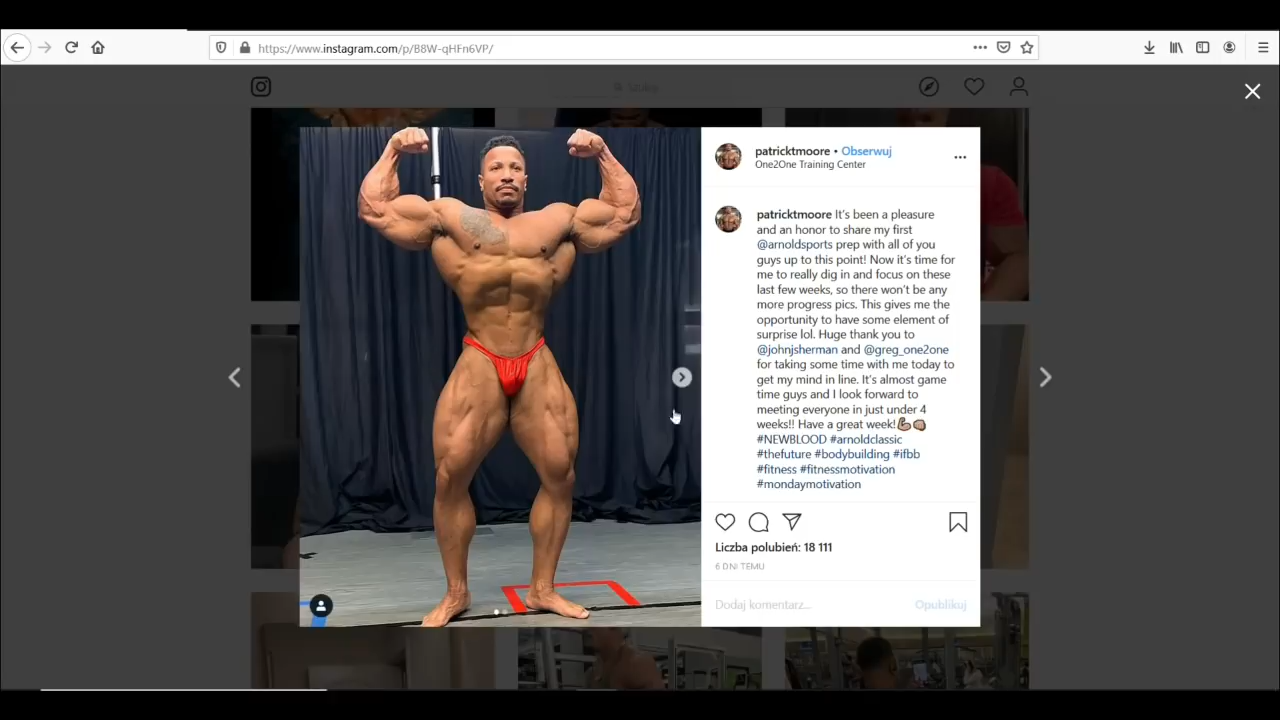 https://www.instagram.com/p/B8W-qHFn6VP/
patricktmoore • Obserwuj
One2One Training Center
patricktmoore It's been a pleasure
and an honor to share my first
@arnoldsports prep with all of you
guys up to this point! Now it's time for
me to really dig in and focus on these
last few weeks, so there won't be any
more progress pics. This gives me the
opportunity to have some element of
surprise lol. Huge thank you to
@johnjsherman and @greg_one2one
for taking some time with me today to
get my mind in line. It's almost game
time guys and I look forward to
meeting everyone in just under 4
weeks!! Have a great week!💪🏽👊🏽
#NEWBLOOD #arnoldclassic
#thefuture #bodybuilding #ifbb
#fitness #fitnessmotivation
#mondaymotivation
Liczba polubień: 18 111
6 DNI TEMU
Dodaj komentarz...
Opublikuj